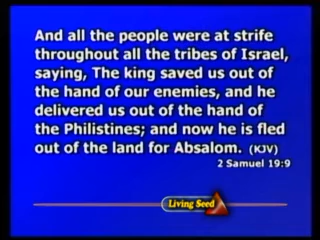 And all the people were at strife
throughout all the tribes of Israel,
saying, The king saved us out of
the hand of our enemies, and he
delivered us out of the hand of
the Philistines; and now he is fled
out of the land for Absalom. (KJV)
2 Samuel 19:9
Living Seed